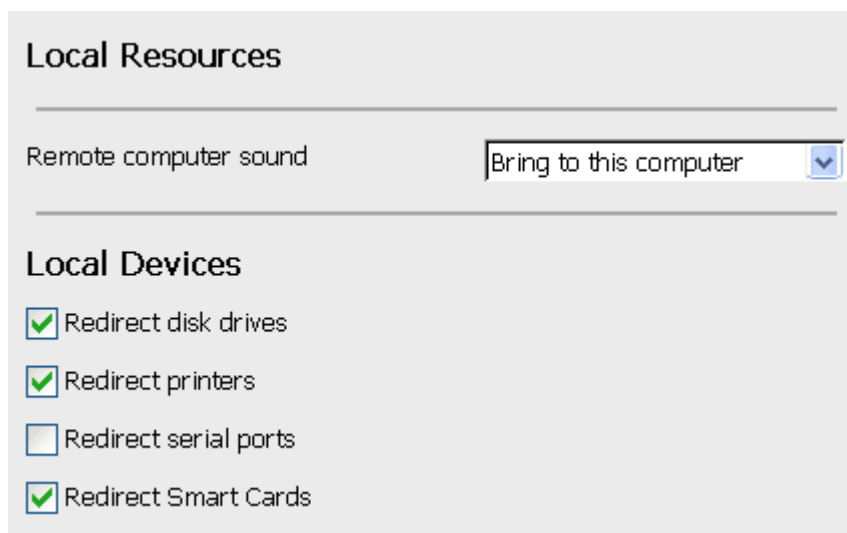 Local Resources
Remote computer sound Bring to this computer
Local Devices
Redirect disk drives
Redirect printers
Redirect serial ports
Redirect Smart Cards